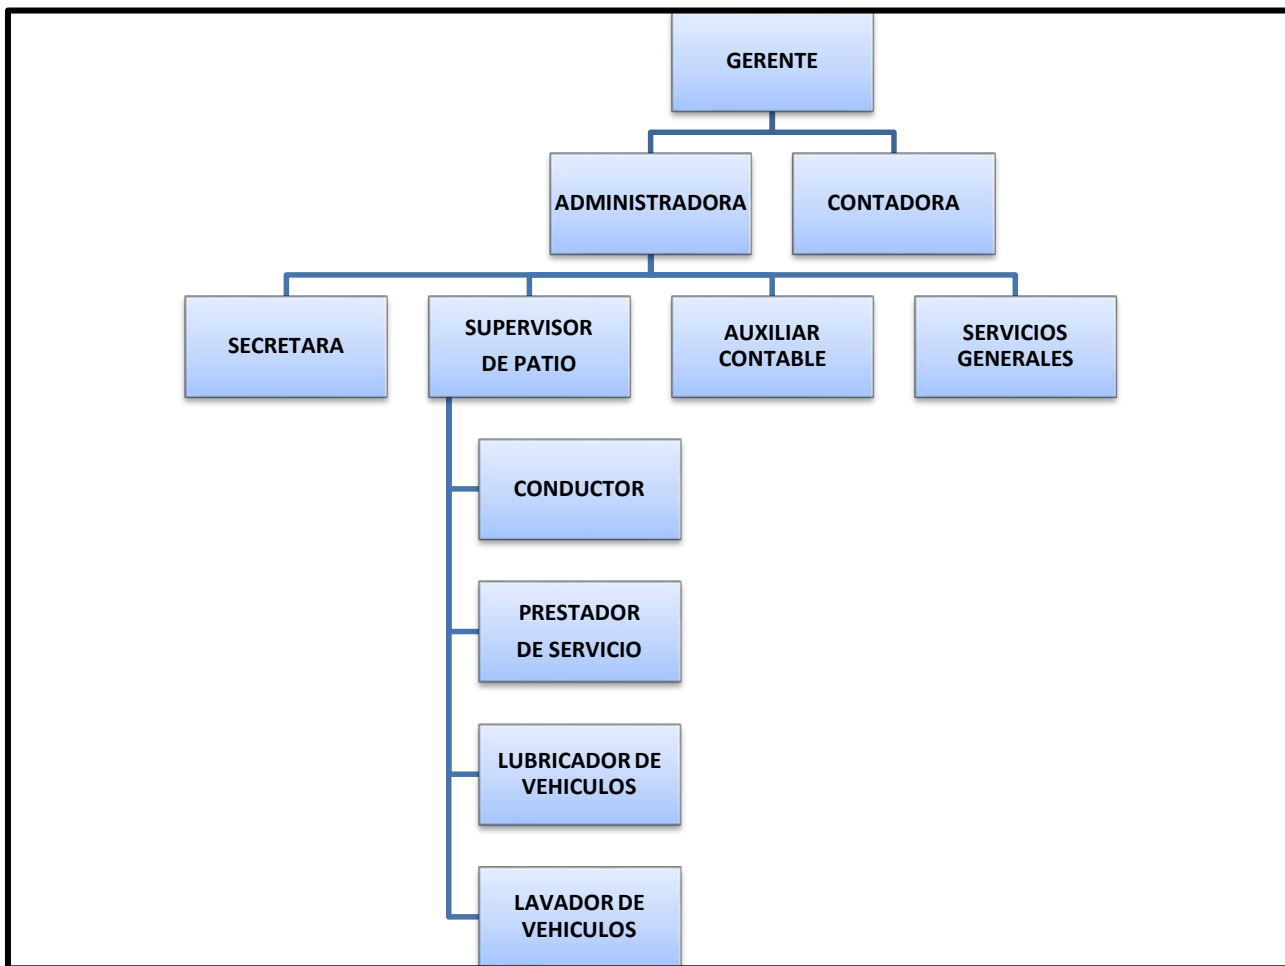 GERENTE
ADMINISTRADORA
CONTADORA
SECRETARA
SUPERVISOR
DE PATIO
AUXILIAR
CONTABLE
SERVICIOS
GENERALES
CONDUCTOR
PRESTADOR
DE SERVICIO
LUBRICADOR DE
VEHICULOS
LAVADOR DE
VEHICULOS